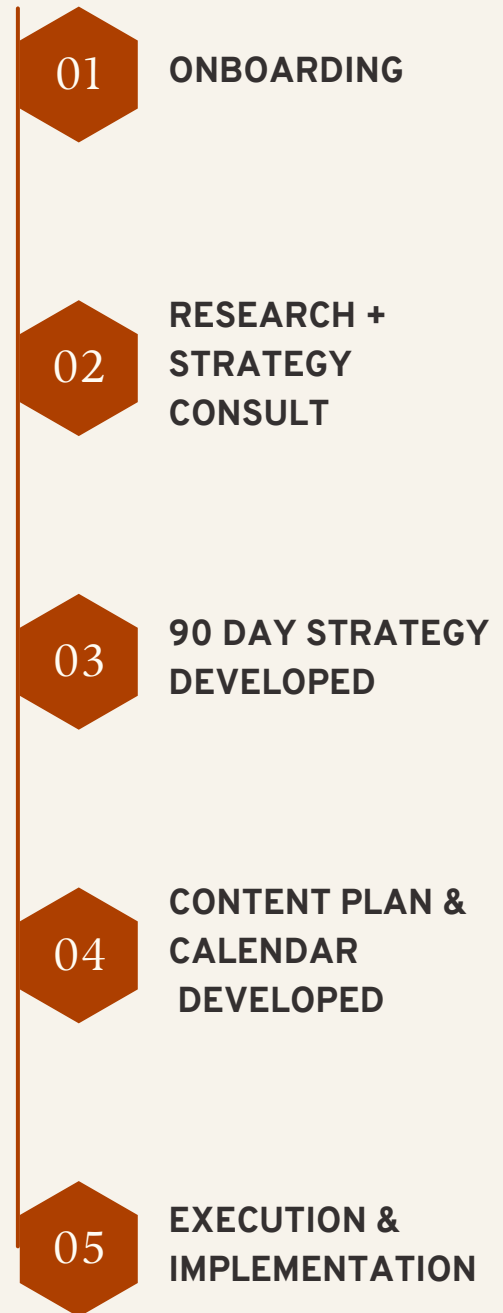 01
ONBOARDING
02
RESEARCH +
STRATEGY
CONSULT
03
90 DAY STRATEGY
DEVELOPED
04
CONTENT PLAN &
CALENDAR
DEVELOPED
05
EXECUTION &
IMPLEMENTATION